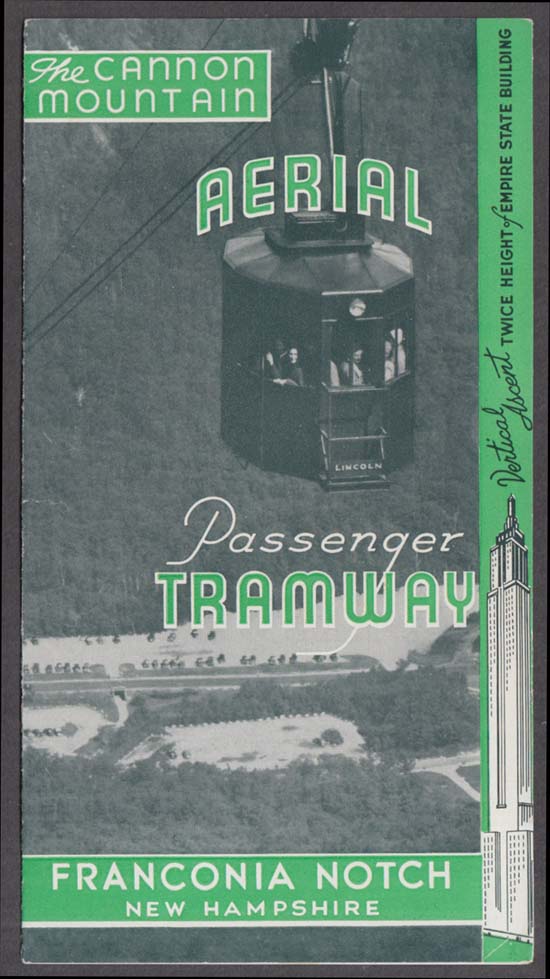 The CANNON
MOUNTAIN
AERIAL
LINCOLN
Passenger
TRAMWAY
FRANCONIA NOTCH
NEW HAMPSHIRE
Vertical Ascent TWICE HEIGHT of EMPIRE STATE BUILDING